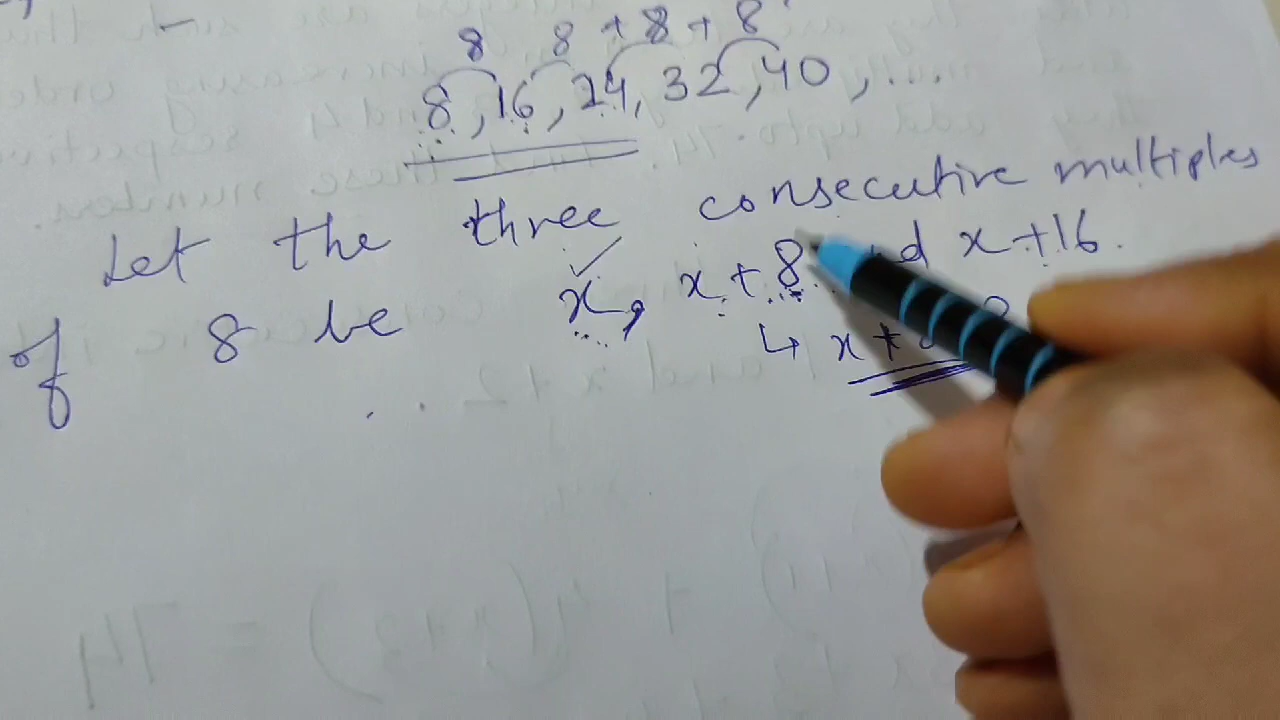 8 8 + 8 + 8
8, 16, 24, 32, 40, ...
Let the three consecutive multiples
of 8 be x, x + 8 x + 16.
↳ x +